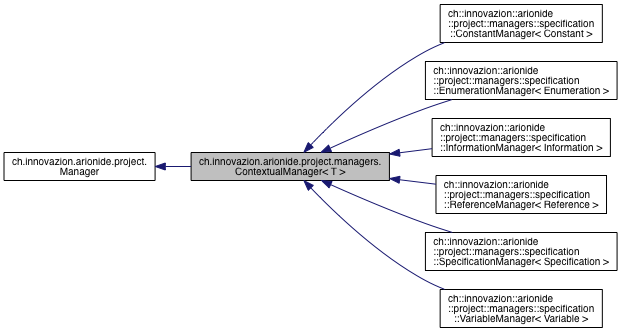 ch.innovazion.arionide.project.
Manager
ch.innovazion.arionide.project.managers.
ContextualManager< T >
ch::innovazion::arionide
::project::managers::specification
::ConstantManager< Constant >
ch::innovazion::arionide
::project::managers::specification
::EnumerationManager< Enumeration >
ch::innovazion::arionide
::project::managers::specification
::InformationManager< Information >
ch::innovazion::arionide
::project::managers::specification
::ReferenceManager< Reference >
ch::innovazion::arionide
::project::managers::specification
::SpecificationManager< Specification >
ch::innovazion::arionide
::project::managers::specification
::VariableManager< Variable >